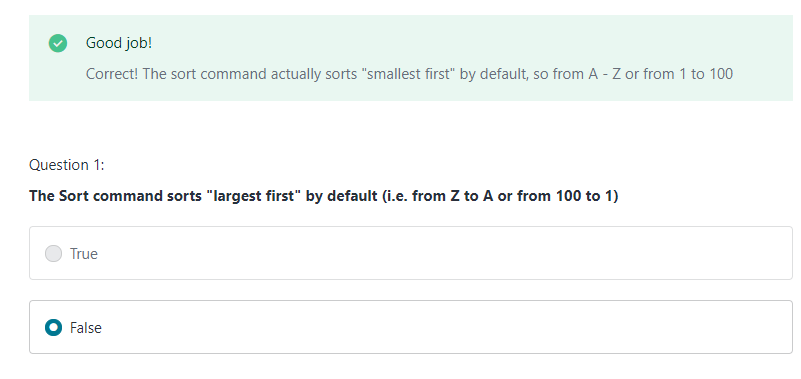 Good job!
Correct! The sort command actually sorts "smallest first" by default, so from A - Z or from 1 to 100
Question 1:
The Sort command sorts "largest first" by default (i.e. from Z to A or from 100 to 1)
True
False